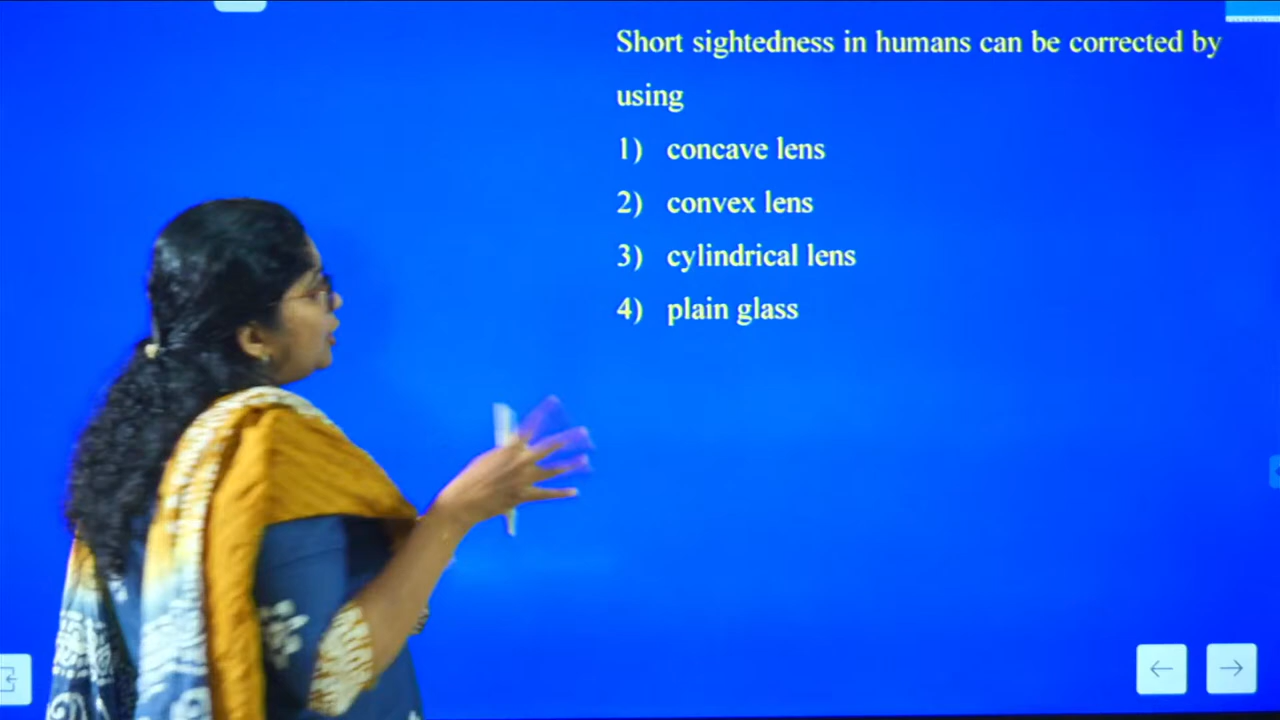 Short sightedness in humans can be corrected by
using
1) concave lens
2) convex lens
3) cylindrical lens
4) plain glass